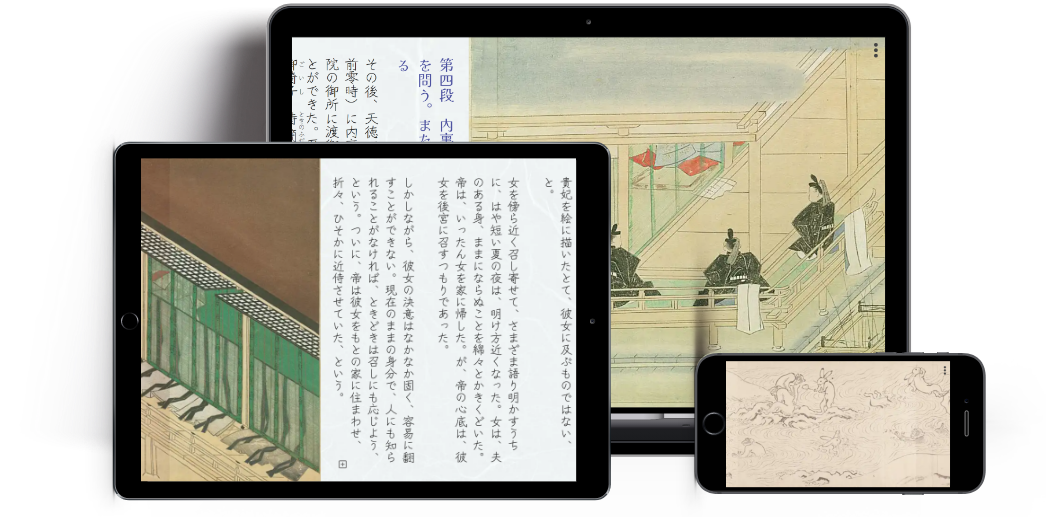 第四段　内裏
を問う。また
る
その後、天徳
前零時）に内
院の御所に渡
とができた。
貴妃を絵に描いたとて、彼女に及ぶものではない、
と。
女を傍ら近く召し寄せて、さまざま語り明かすうち
に、はや短い夏の夜は、明け方近くなった。女は、夫
のある身、ままにならぬことを綿々とかきくどいた。
帝は、いったん女を家に帰した。が、帝の心底は、彼
女を後宮に召すつもりであった。
しかしながら、彼女の決意はなかなか固く、容易に翻
すことができない。現在のままの身分で、人にも知ら
れることがなければ、ときどきは召しにも応じよう、
という。ついに、帝は彼女をもとの家に住まわせ、
折々、ひそかに近侍させていた、という。